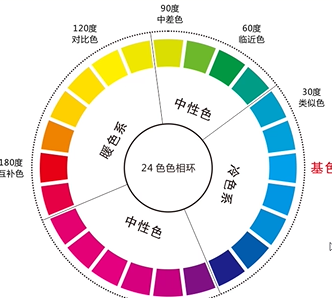 90度
中差色
120度
对比色
60度
临近色
30度
类似色
中性色
暖色系
冷色系
24 色色相环
180度
互补色
基色
中性色